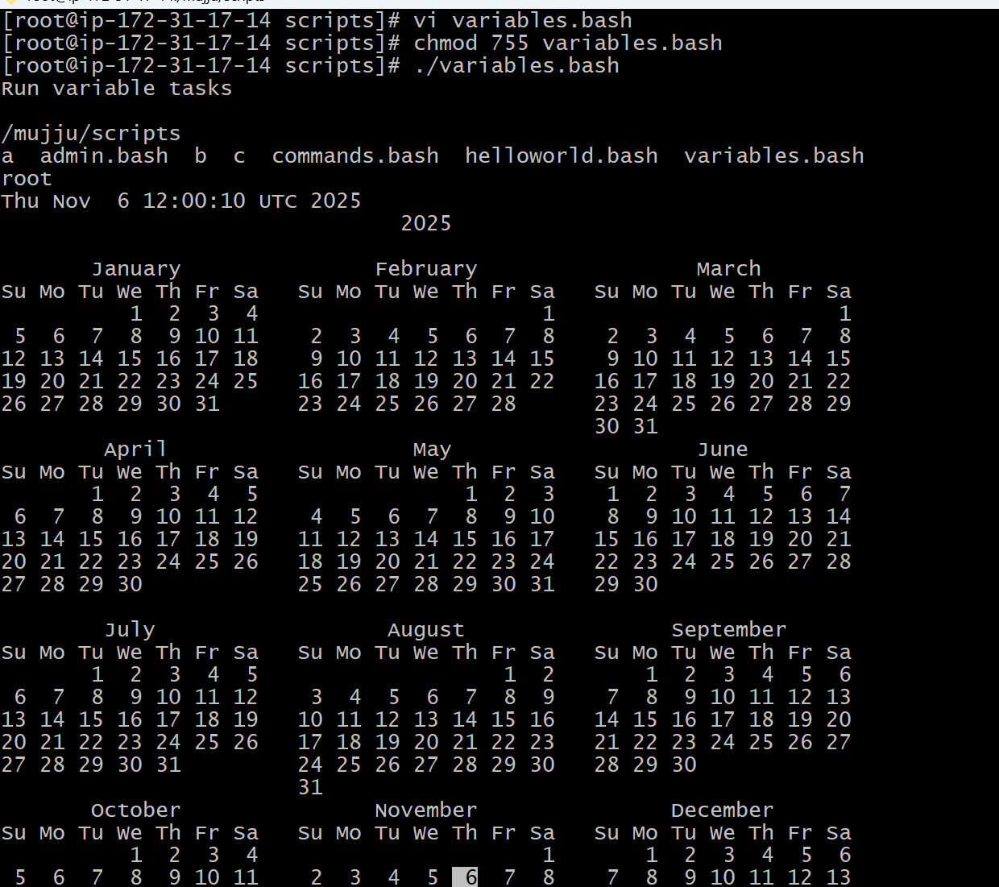 [root@ip-172-31-17-14 scripts]# vi variables.bash
[root@ip-172-31-17-14 scripts]# chmod 755 variables.bash
[root@ip-172-31-17-14 scripts]# ./variables.bash
Run variable tasks
/mujju/scripts
a  admin.bash  b  c  commands.bash  helloworld.bash  variables.bash
root
Thu Nov  6 12:00:10 UTC 2025
                               2025
       January                               February                                 March
Su Mo Tu We Th Fr Sa   Su Mo Tu We Th Fr Sa   Su Mo Tu We Th Fr Sa
          1  2  3  4                      1                      1
 5  6  7  8  9 10 11    2  3  4  5  6  7  8    2  3  4  5  6  7  8
12 13 14 15 16 17 18    9 10 11 12 13 14 15    9 10 11 12 13 14 15
19 20 21 22 23 24 25   16 17 18 19 20 21 22   16 17 18 19 20 21 22
26 27 28 29 30 31      23 24 25 26 27 28      23 24 25 26 27 28 29
                                              30 31
        April                   May                   June
Su Mo Tu We Th Fr Sa   Su Mo Tu We Th Fr Sa   Su Mo Tu We Th Fr Sa
       1  2  3  4  5                1  2  3    1  2  3  4  5  6  7
 6  7  8  9 10 11 12    4  5  6  7  8  9 10    8  9 10 11 12 13 14
13 14 15 16 17 18 19   11 12 13 14 15 16 17   15 16 17 18 19 20 21
20 21 22 23 24 25 26   18 19 20 21 22 23 24   22 23 24 25 26 27 28
27 28 29 30            25 26 27 28 29 30 31   29 30
        July                  August                September
Su Mo Tu We Th Fr Sa   Su Mo Tu We Th Fr Sa   Su Mo Tu We Th Fr Sa
       1  2  3  4  5                   1  2       1  2  3  4  5  6
 6  7  8  9 10 11 12    3  4  5  6  7  8  9    7  8  9 10 11 12 13
13 14 15 16 17 18 19   10 11 12 13 14 15 16   14 15 16 17 18 19 20
20 21 22 23 24 25 26   17 18 19 20 21 22 23   21 22 23 24 25 26 27
27 28 29 30 31         24 25 26 27 28 29 30   28 29 30
                       31
       October               November               December
Su Mo Tu We Th Fr Sa   Su Mo Tu We Th Fr Sa   Su Mo Tu We Th Fr Sa
          1  2  3  4                      1       1  2  3  4  5  6
 5  6  7  8  9 10 11    2  3  4  5  6  7  8    7  8  9 10 11 12 13